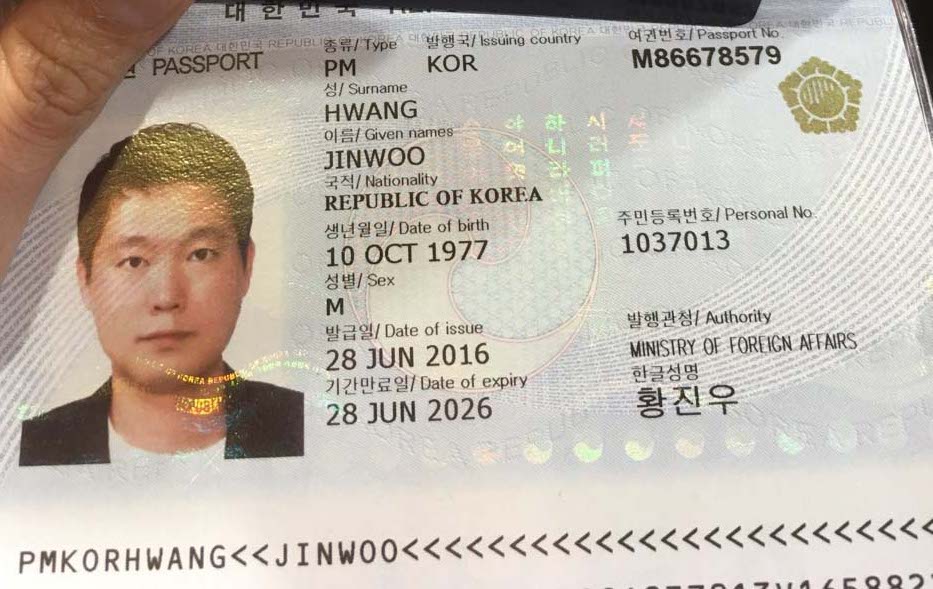 대 한 민 국
여 권 PASSPORT
종류/ Type 발행국/ Issuing country 여권번호/ Passport No.
PM KOR M86678579
성/ Surname
HWANG
이름/ Given names
JINWOO
국적/ Nationality
REPUBLIC OF KOREA
생년월일/ Date of birth 주민등록번호/ Personal No.
10 OCT 1977 1037013
성별/ Sex
M
발급일/ Date of issue 발행관청/ Authority
28 JUN 2016 MINISTRY OF FOREIGN AFFAIRS
기간만료일/ Date of expiry 한글성명
28 JUN 2026 황진우
PMKORHWANG<<JINWOO<<<<<<<<<<<<<<<<<<<<<<<<<<